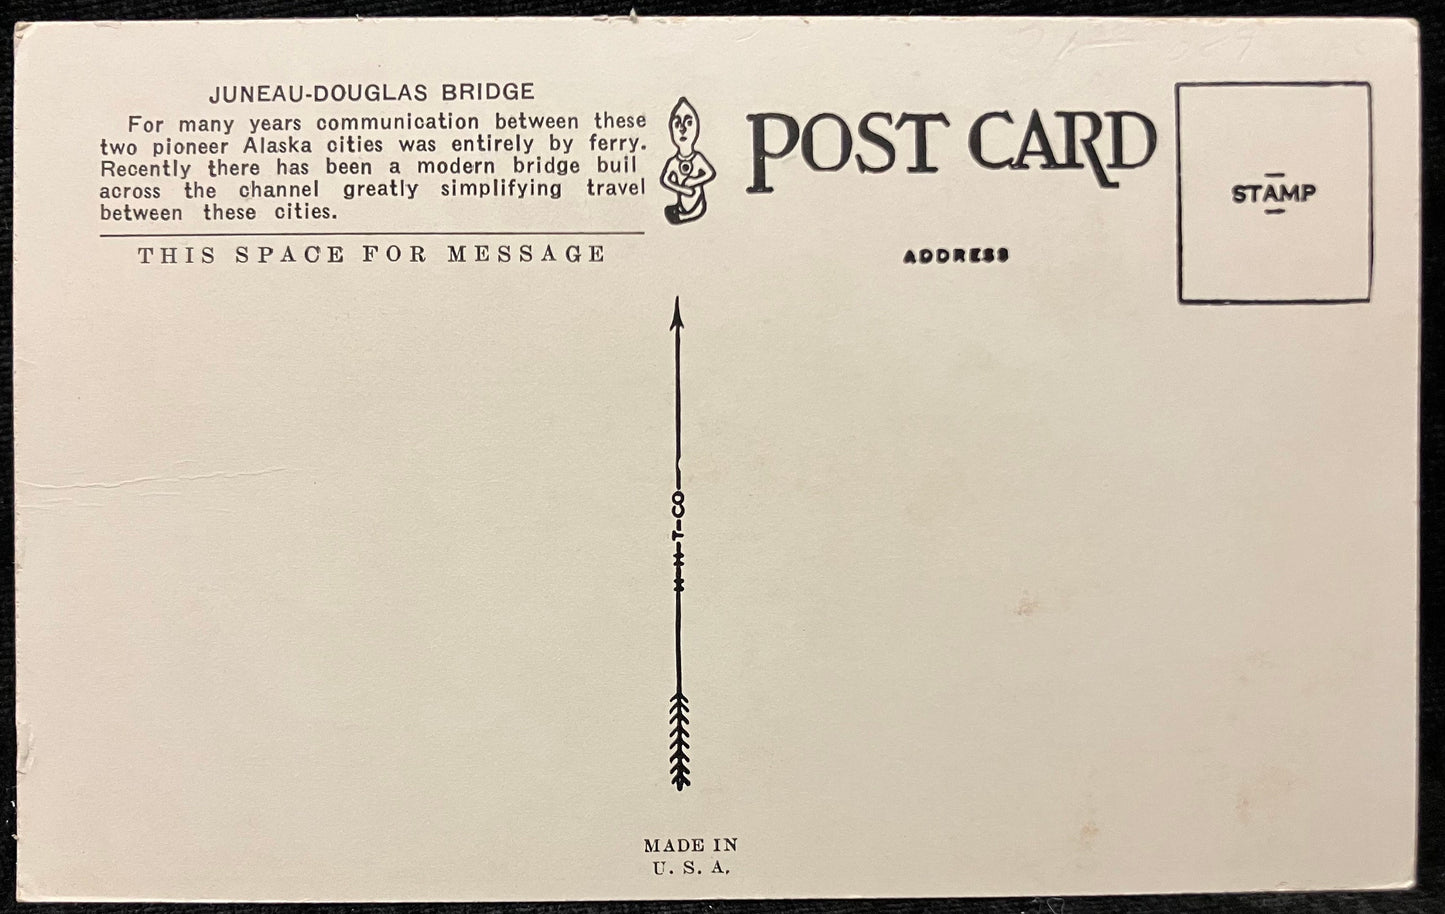 JUNEAU-DOUGLAS BRIDGE
For many years communication between these
two pioneer Alaska cities was entirely by ferry.
Recently there has been a modern bridge buil
across the channel greatly simplifying travel
between these cities.
THIS SPACE FOR MESSAGE
POST CARD
ADDRESS
STAMP
H-H-T-CO
MADE IN
U. S. A.